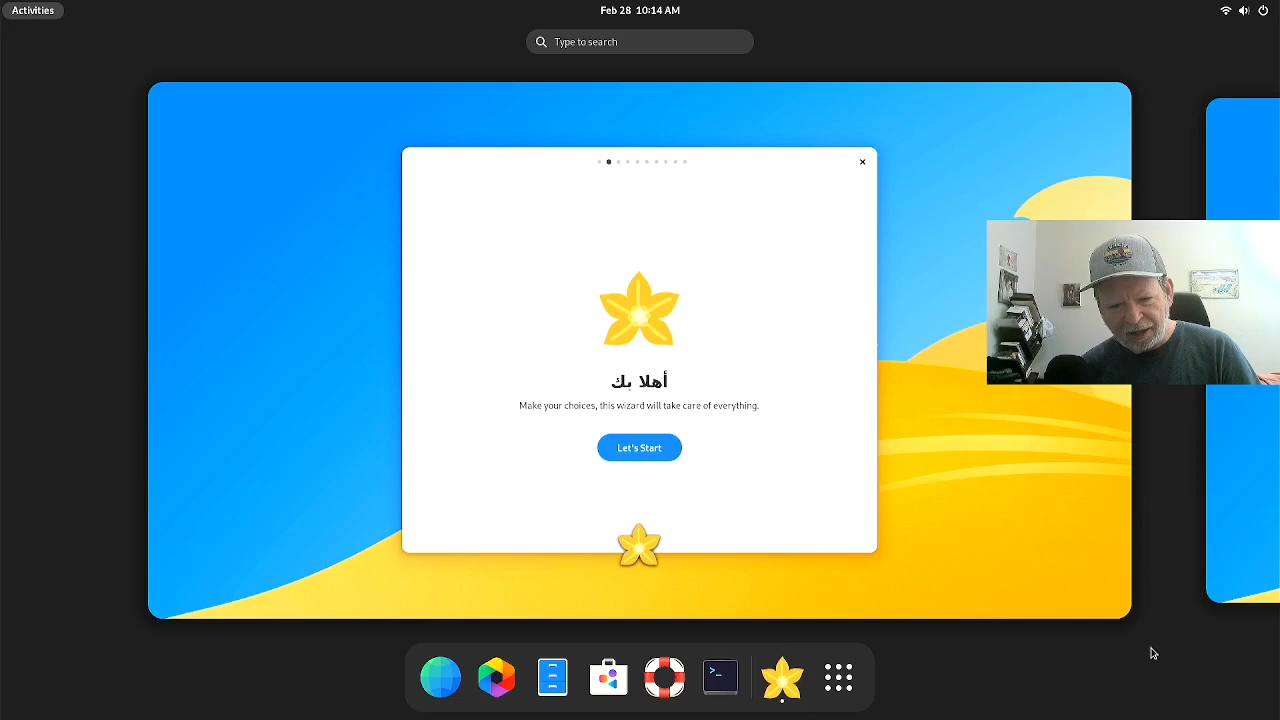 Activities
Feb 28 10:14 AM
Type to search
أهلا بك
Make your choices, this wizard will take care of everything.
Let's Start
>_